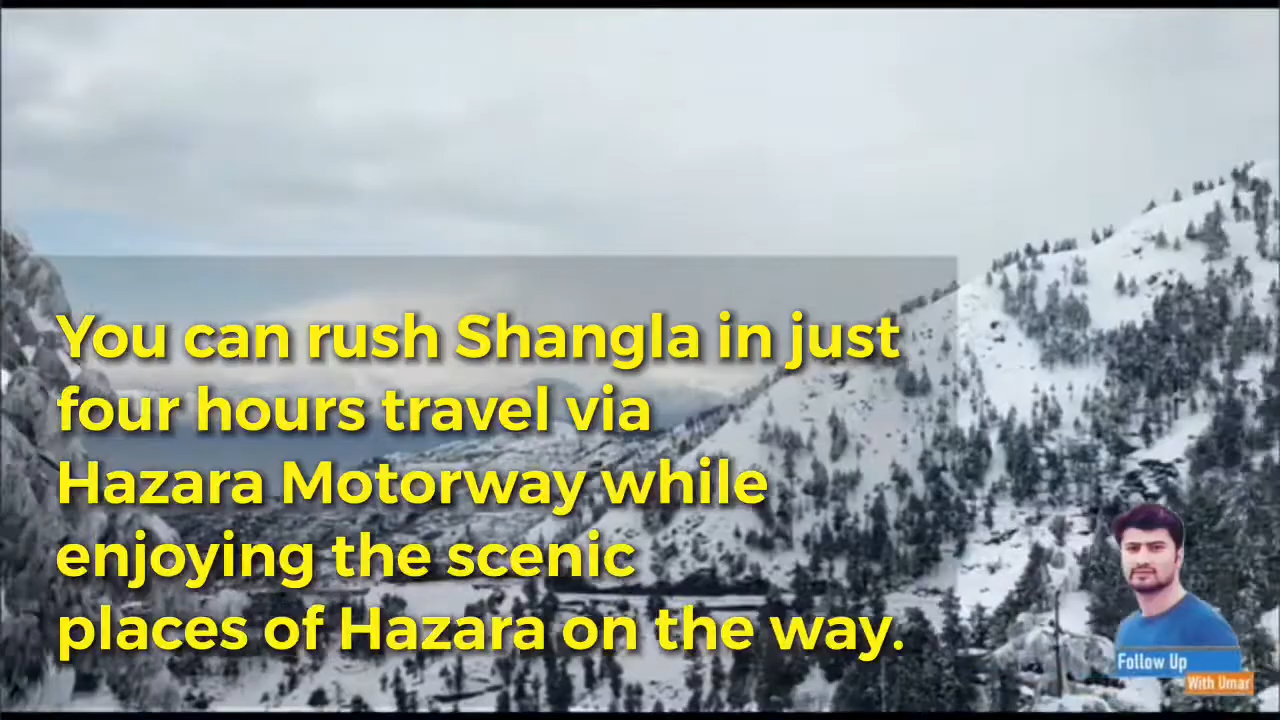 You can rush Shangla in just
four hours travel via
Hazara Motorway while
enjoying the scenic
places of Hazara on the way.
Follow Up
With Umar